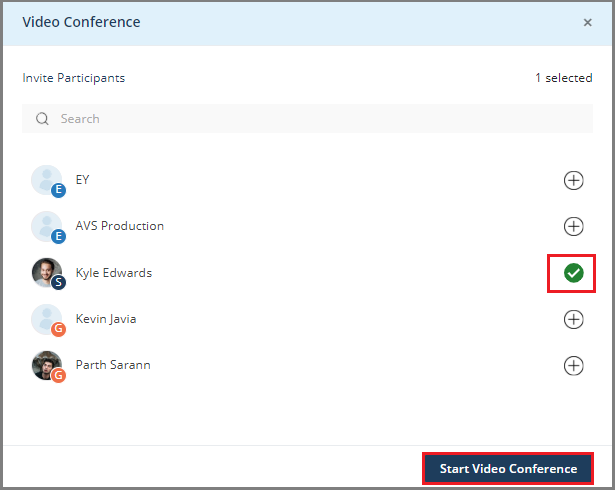 Video Conference ×
Invite Participants 1 selected
Search
EY
E
AVS Production
E
Kyle Edwards
S
Kevin Javia
G
Parth Sarann
G
Start Video Conference